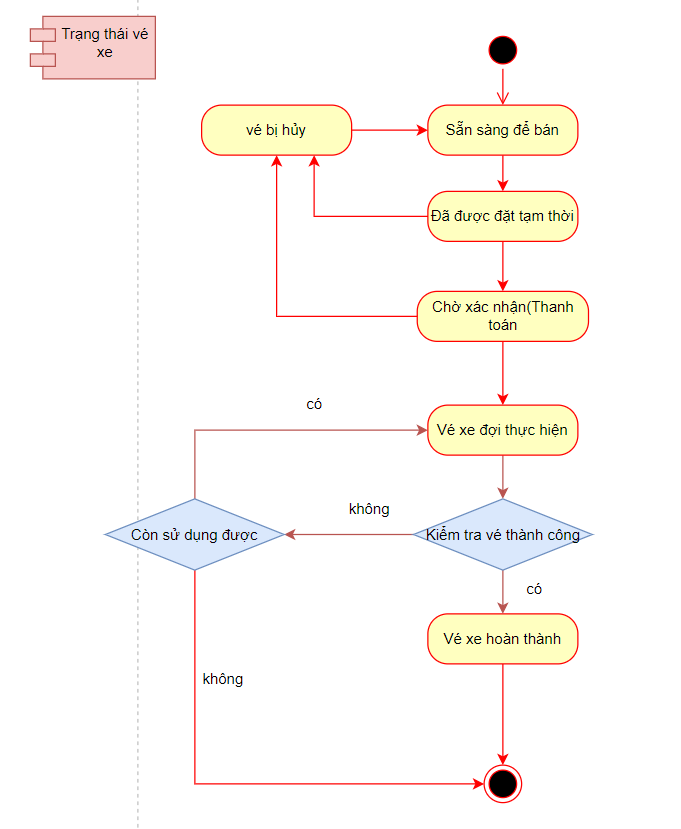 Trạng thái vé
xe
vé bị hủy
Sẵn sàng để bán
Đã được đặt tạm thời
Chờ xác nhận(Thanh
toán
có
Vé xe đợi thực hiện
không
Còn sử dụng được
Kiểm tra vé thành công
có
Vé xe hoàn thành
không